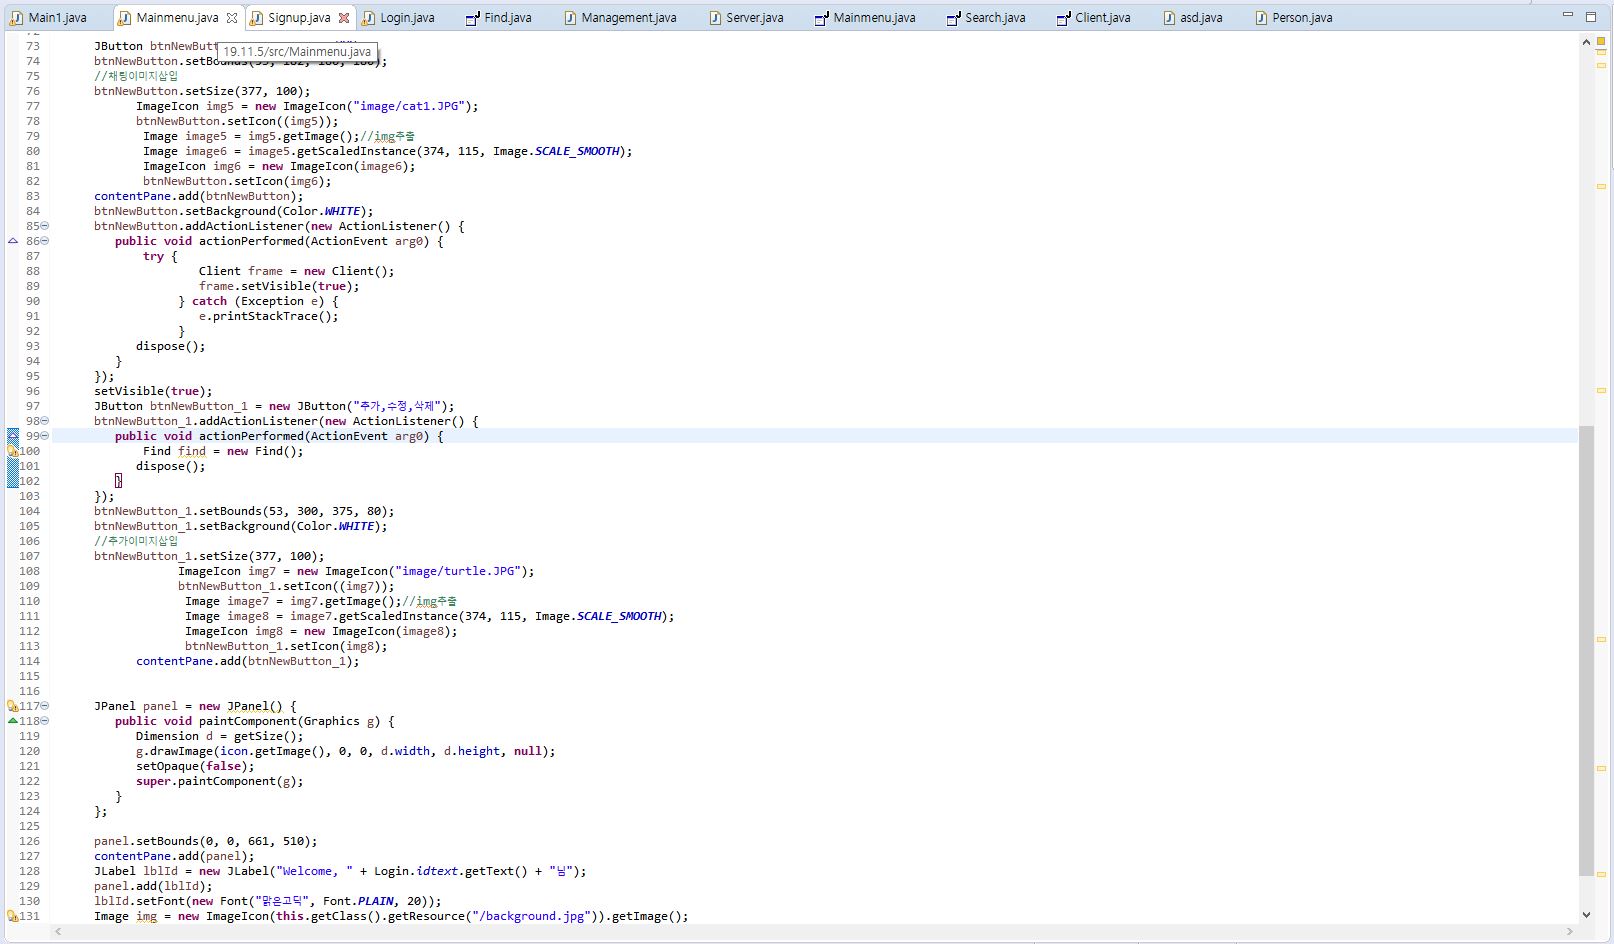 Main1.java Mainmenu.java Signup.java Login.java Find.java Management.java Server.java Mainmenu.java Search.java Client.java asd.java Person.java
19.11.5/src/Mainmenu.java
73 JButton btnNewButt
74 btnNewButton.setBounds(53, 182, 180, 180);
75 //채팅이미지삽입
76 btnNewButton.setSize(377, 100);
77 ImageIcon img5 = new ImageIcon("image/cat1.JPG");
78 btnNewButton.setIcon((img5));
79 Image image5 = img5.getImage();//img추출
80 Image image6 = image5.getScaledInstance(374, 115, Image.SCALE_SMOOTH);
81 ImageIcon img6 = new ImageIcon(image6);
82 btnNewButton.setIcon(img6);
83 contentPane.add(btnNewButton);
84 btnNewButton.setBackground(Color.WHITE);
85 btnNewButton.addActionListener(new ActionListener() {
86 public void actionPerformed(ActionEvent arg0) {
87 try {
88 Client frame = new Client();
89 frame.setVisible(true);
90 } catch (Exception e) {
91 e.printStackTrace();
92 }
93 dispose();
94 }
95 });
96 setVisible(true);
97 JButton btnNewButton_1 = new JButton("추가,수정,삭제");
98 btnNewButton_1.addActionListener(new ActionListener() {
99 public void actionPerformed(ActionEvent arg0) {
100 Find find = new Find();
101 dispose();
102 }
103 });
104 btnNewButton_1.setBounds(53, 300, 375, 80);
105 btnNewButton_1.setBackground(Color.WHITE);
106 //추가이미지삽입
107 btnNewButton_1.setSize(377, 100);
108 ImageIcon img7 = new ImageIcon("image/turtle.JPG");
109 btnNewButton_1.setIcon((img7));
110 Image image7 = img7.getImage();//img추출
111 Image image8 = image7.getScaledInstance(374, 115, Image.SCALE_SMOOTH);
112 ImageIcon img8 = new ImageIcon(image8);
113 btnNewButton_1.setIcon(img8);
114 contentPane.add(btnNewButton_1);
115
116
117 JPanel panel = new JPanel() {
118 public void paintComponent(Graphics g) {
119 Dimension d = getSize();
120 g.drawImage(icon.getImage(), 0, 0, d.width, d.height, null);
121 setOpaque(false);
122 super.paintComponent(g);
123 }
124 };
125
126 panel.setBounds(0, 0, 661, 510);
127 contentPane.add(panel);
128 JLabel lblId = new JLabel("Welcome, " + Login.idtext.getText() + "님");
129 panel.add(lblId);
130 lblId.setFont(new Font("맑은고딕", Font.PLAIN, 20));
131 Image img = new ImageIcon(this.getClass().getResource("/background.jpg")).getImage();